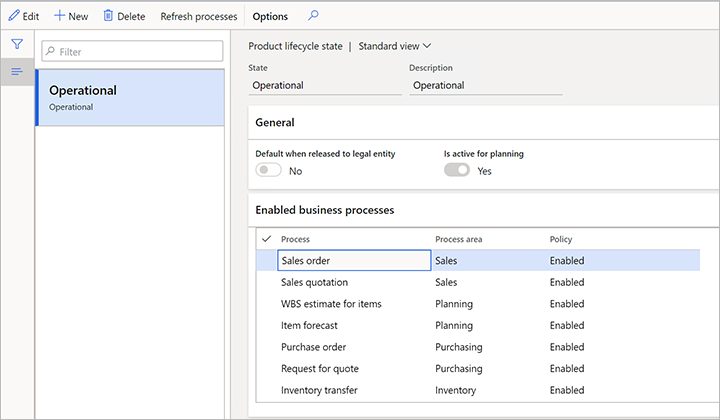 Edit New Delete Refresh processes Options
Filter
Operational
Operational
Product lifecycle state | Standard view
State Description
Operational Operational
General
Default when released to legal entity Is active for planning
No Yes
Enabled business processes
Process Process area Policy
Sales order Sales Enabled
Sales quotation Sales Enabled
WBS estimate for items Planning Enabled
Item forecast Planning Enabled
Purchase order Purchasing Enabled
Request for quote Purchasing Enabled
Inventory transfer Inventory Enabled